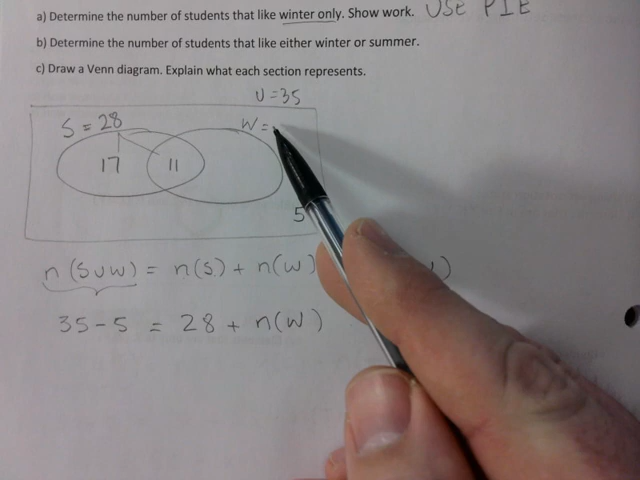 a) Determine the number of students that like winter only. Show work. USE PIE
b) Determine the number of students that like either winter or summer.
c) Draw a Venn diagram. Explain what each section represents.
U = 35
S = 28 W =
17 11
5
n(S∪W) = n(S) + n(W) )
35 - 5 = 28 + n(W)